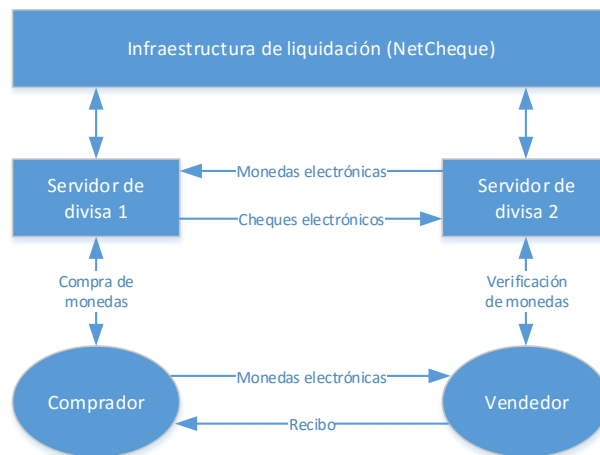 Infraestructura de liquidación (NetCheque)
Servidor de
divisa 1
Monedas electrónicas
Cheques electrónicos
Servidor de
divisa 2
Compra de
monedas
Verificación
de monedas
Comprador
Monedas electrónicas
Recibo
Vendedor